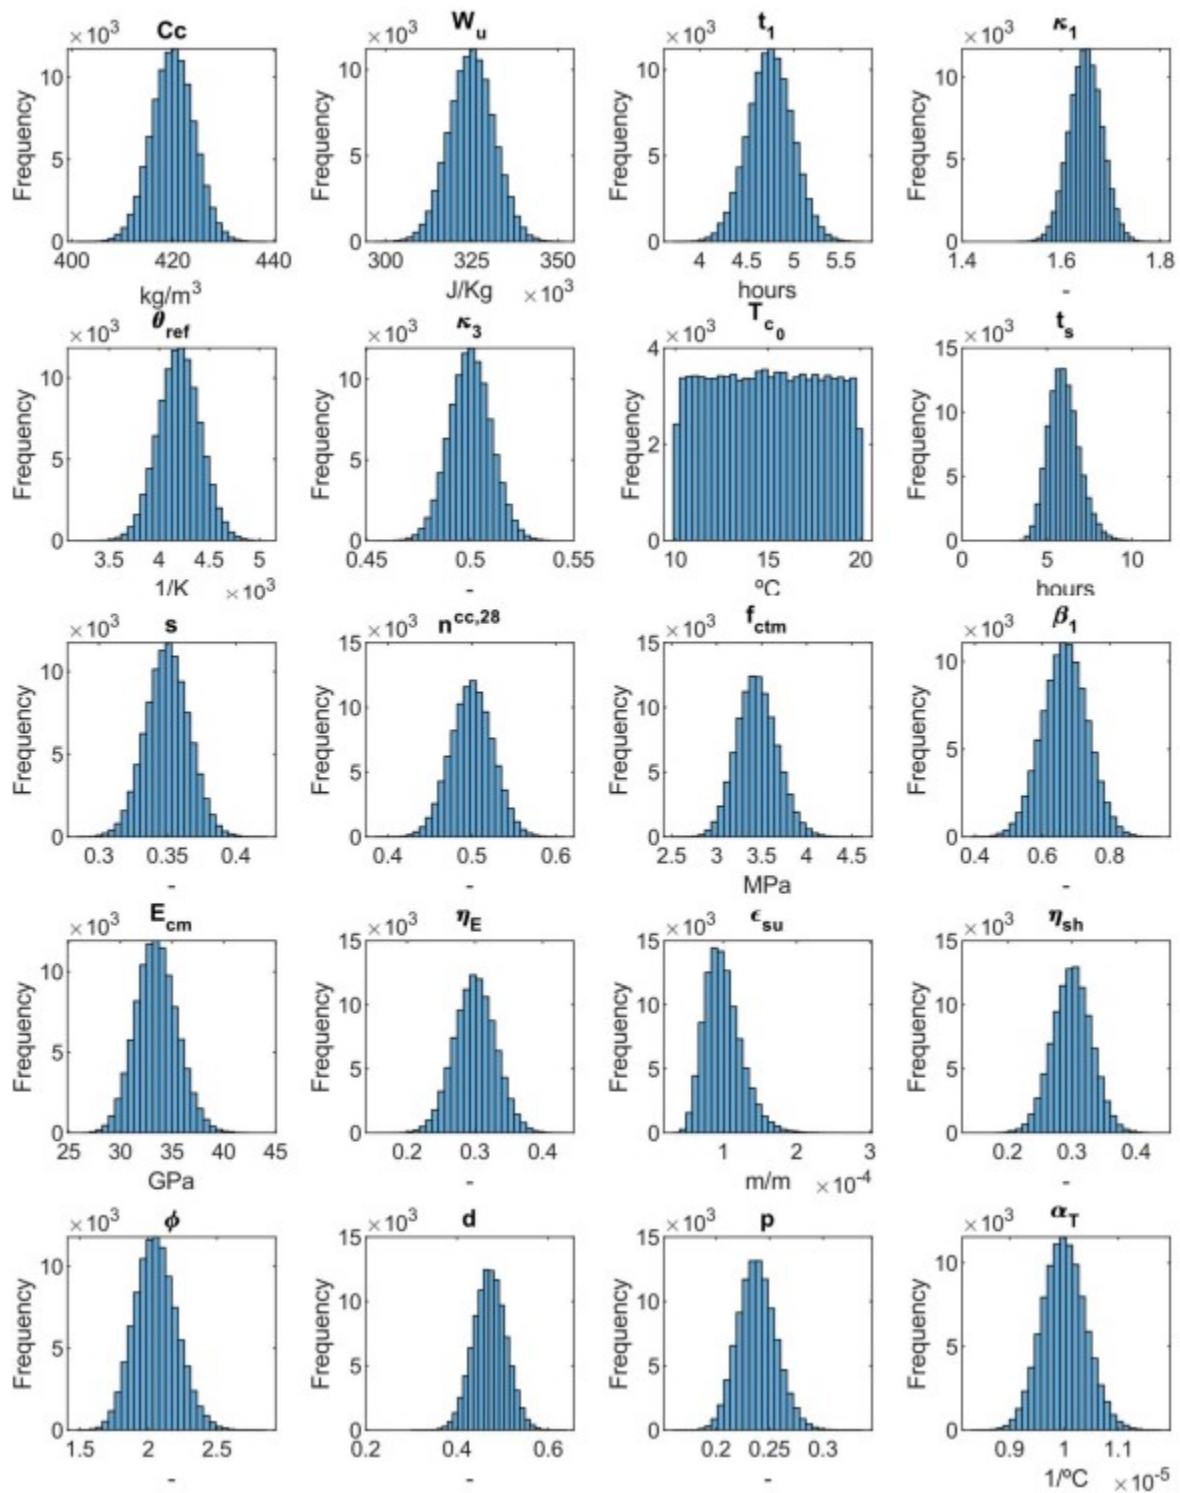 ×10³ Cc
Frequency
10
5
0
400 420 440
kg/m³
×10³ W_u
Frequency
10
5
0
300 325 350
J/Kg ×10³
×10³ t₁
Frequency
10
5
0
4 4.5 5 5.5
hours
×10³ κ₁
Frequency
10
5
0
1.4 1.6 1.8
-
×10³ θ_ref
Frequency
10
5
0
3.5 4 4.5 5
1/K ×10³
×10³ κ₃
Frequency
10
5
0
0.45 0.5 0.55
-
×10³ T_c₀
Frequency
4
2
0
10 15 20
ºC
×10³ t_s
Frequency
15
10
5
0
0 5 10
hours
×10³ s
Frequency
10
5
0
0.3 0.35 0.4
-
×10³ n^cc,28
Frequency
15
10
5
0
0.4 0.5 0.6
-
×10³ f_ctm
Frequency
15
10
5
0
2.5 3 3.5 4 4.5
MPa
×10³ β₁
Frequency
10
5
0
0.4 0.6 0.8
-
×10³ E_cm
Frequency
10
5
0
25 30 35 40 45
GPa
×10³ η_E
Frequency
15
10
5
0
0.2 0.3 0.4
-
×10³ ϵ_su
Frequency
15
10
5
0
1 2 3
m/m ×10⁻⁴
×10³ η_sh
Frequency
15
10
5
0
0.2 0.3 0.4
-
×10³ ϕ
Frequency
10
5
0
1.5 2 2.5
-
×10³ d
Frequency
15
10
5
0
0.2 0.4 0.6
-
×10³ p
Frequency
15
10
5
0
0.2 0.25 0.3
-
×10³ α_T
Frequency
10
5
0
0.9 1 1.1
1/ºC ×10⁻⁵